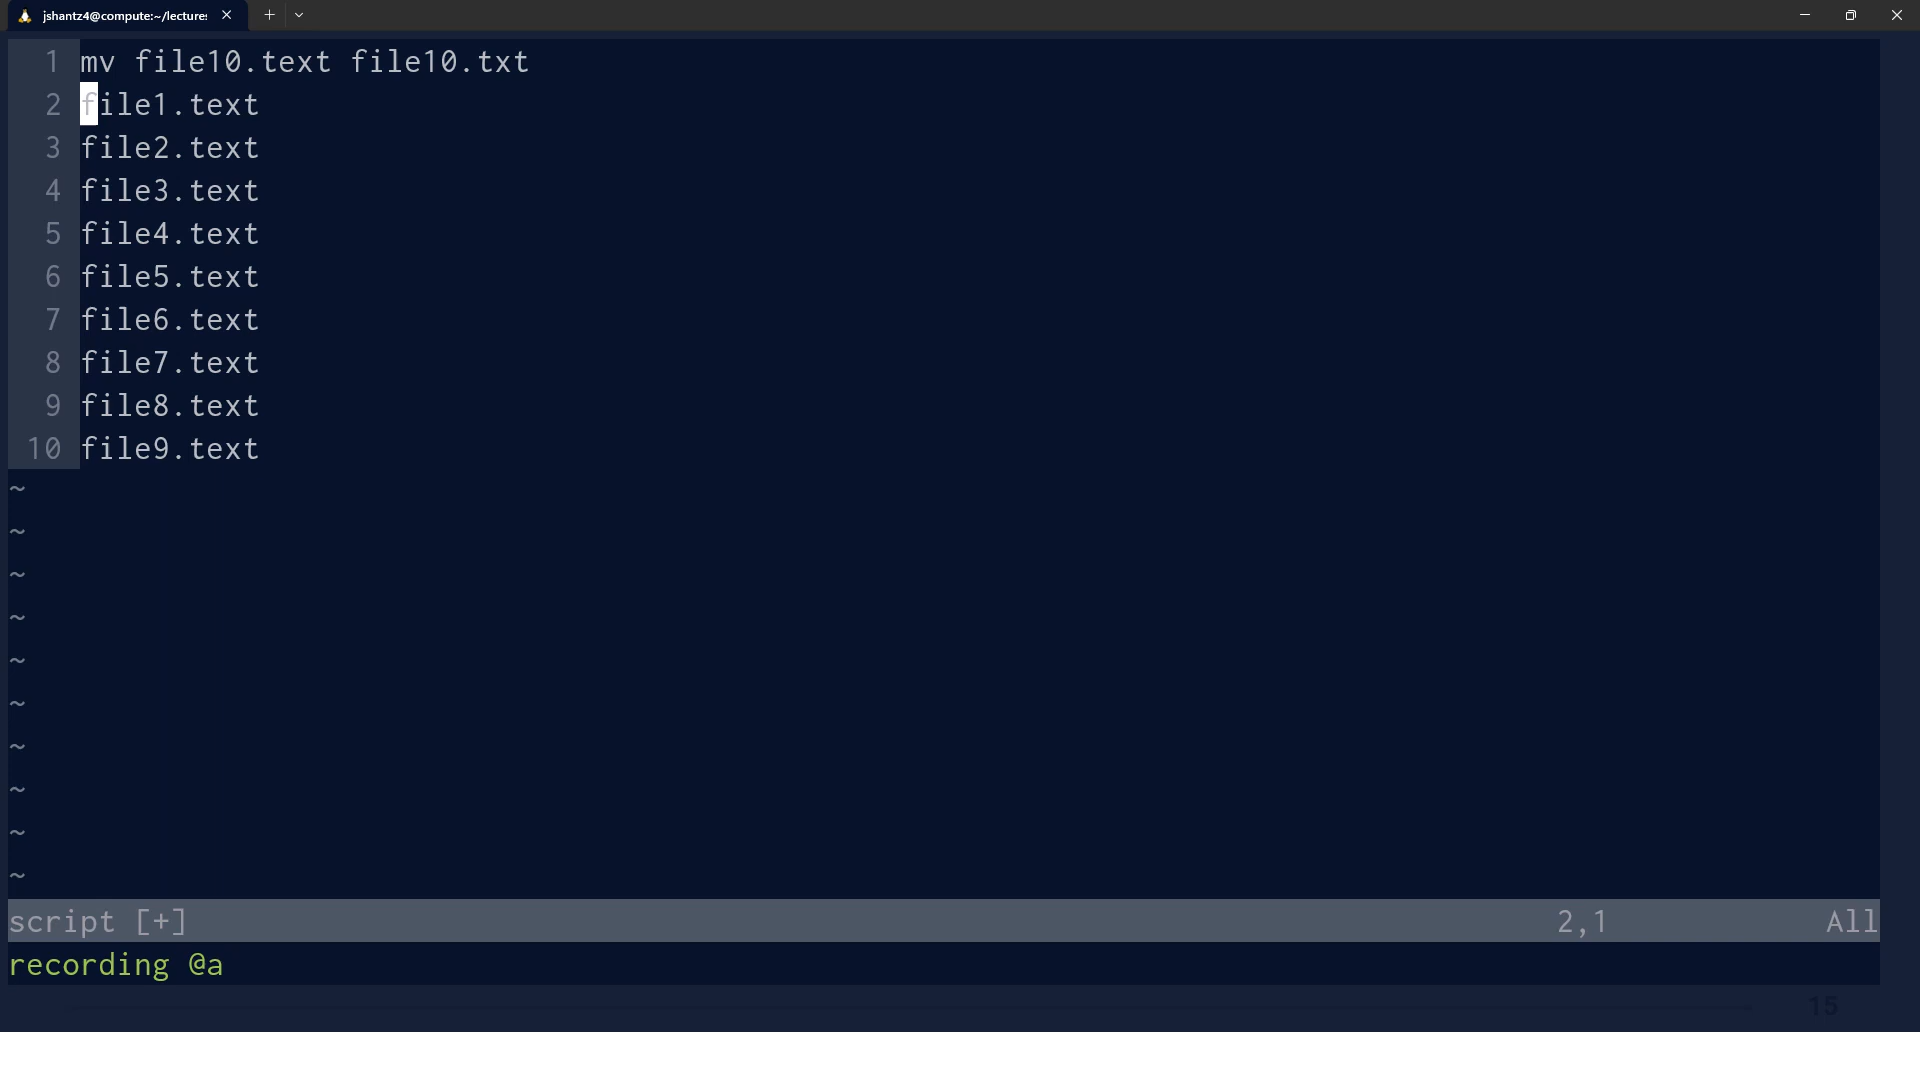 jshantz4@compute:~/lecture
1 mv file10.text file10.txt
2 file1.text
3 file2.text
4 file3.text
5 file4.text
6 file5.text
7 file6.text
8 file7.text
9 file8.text
10 file9.text
~
~
~
~
~
~
~
~
~
~
script [+] 2,1 All
recording @a
15